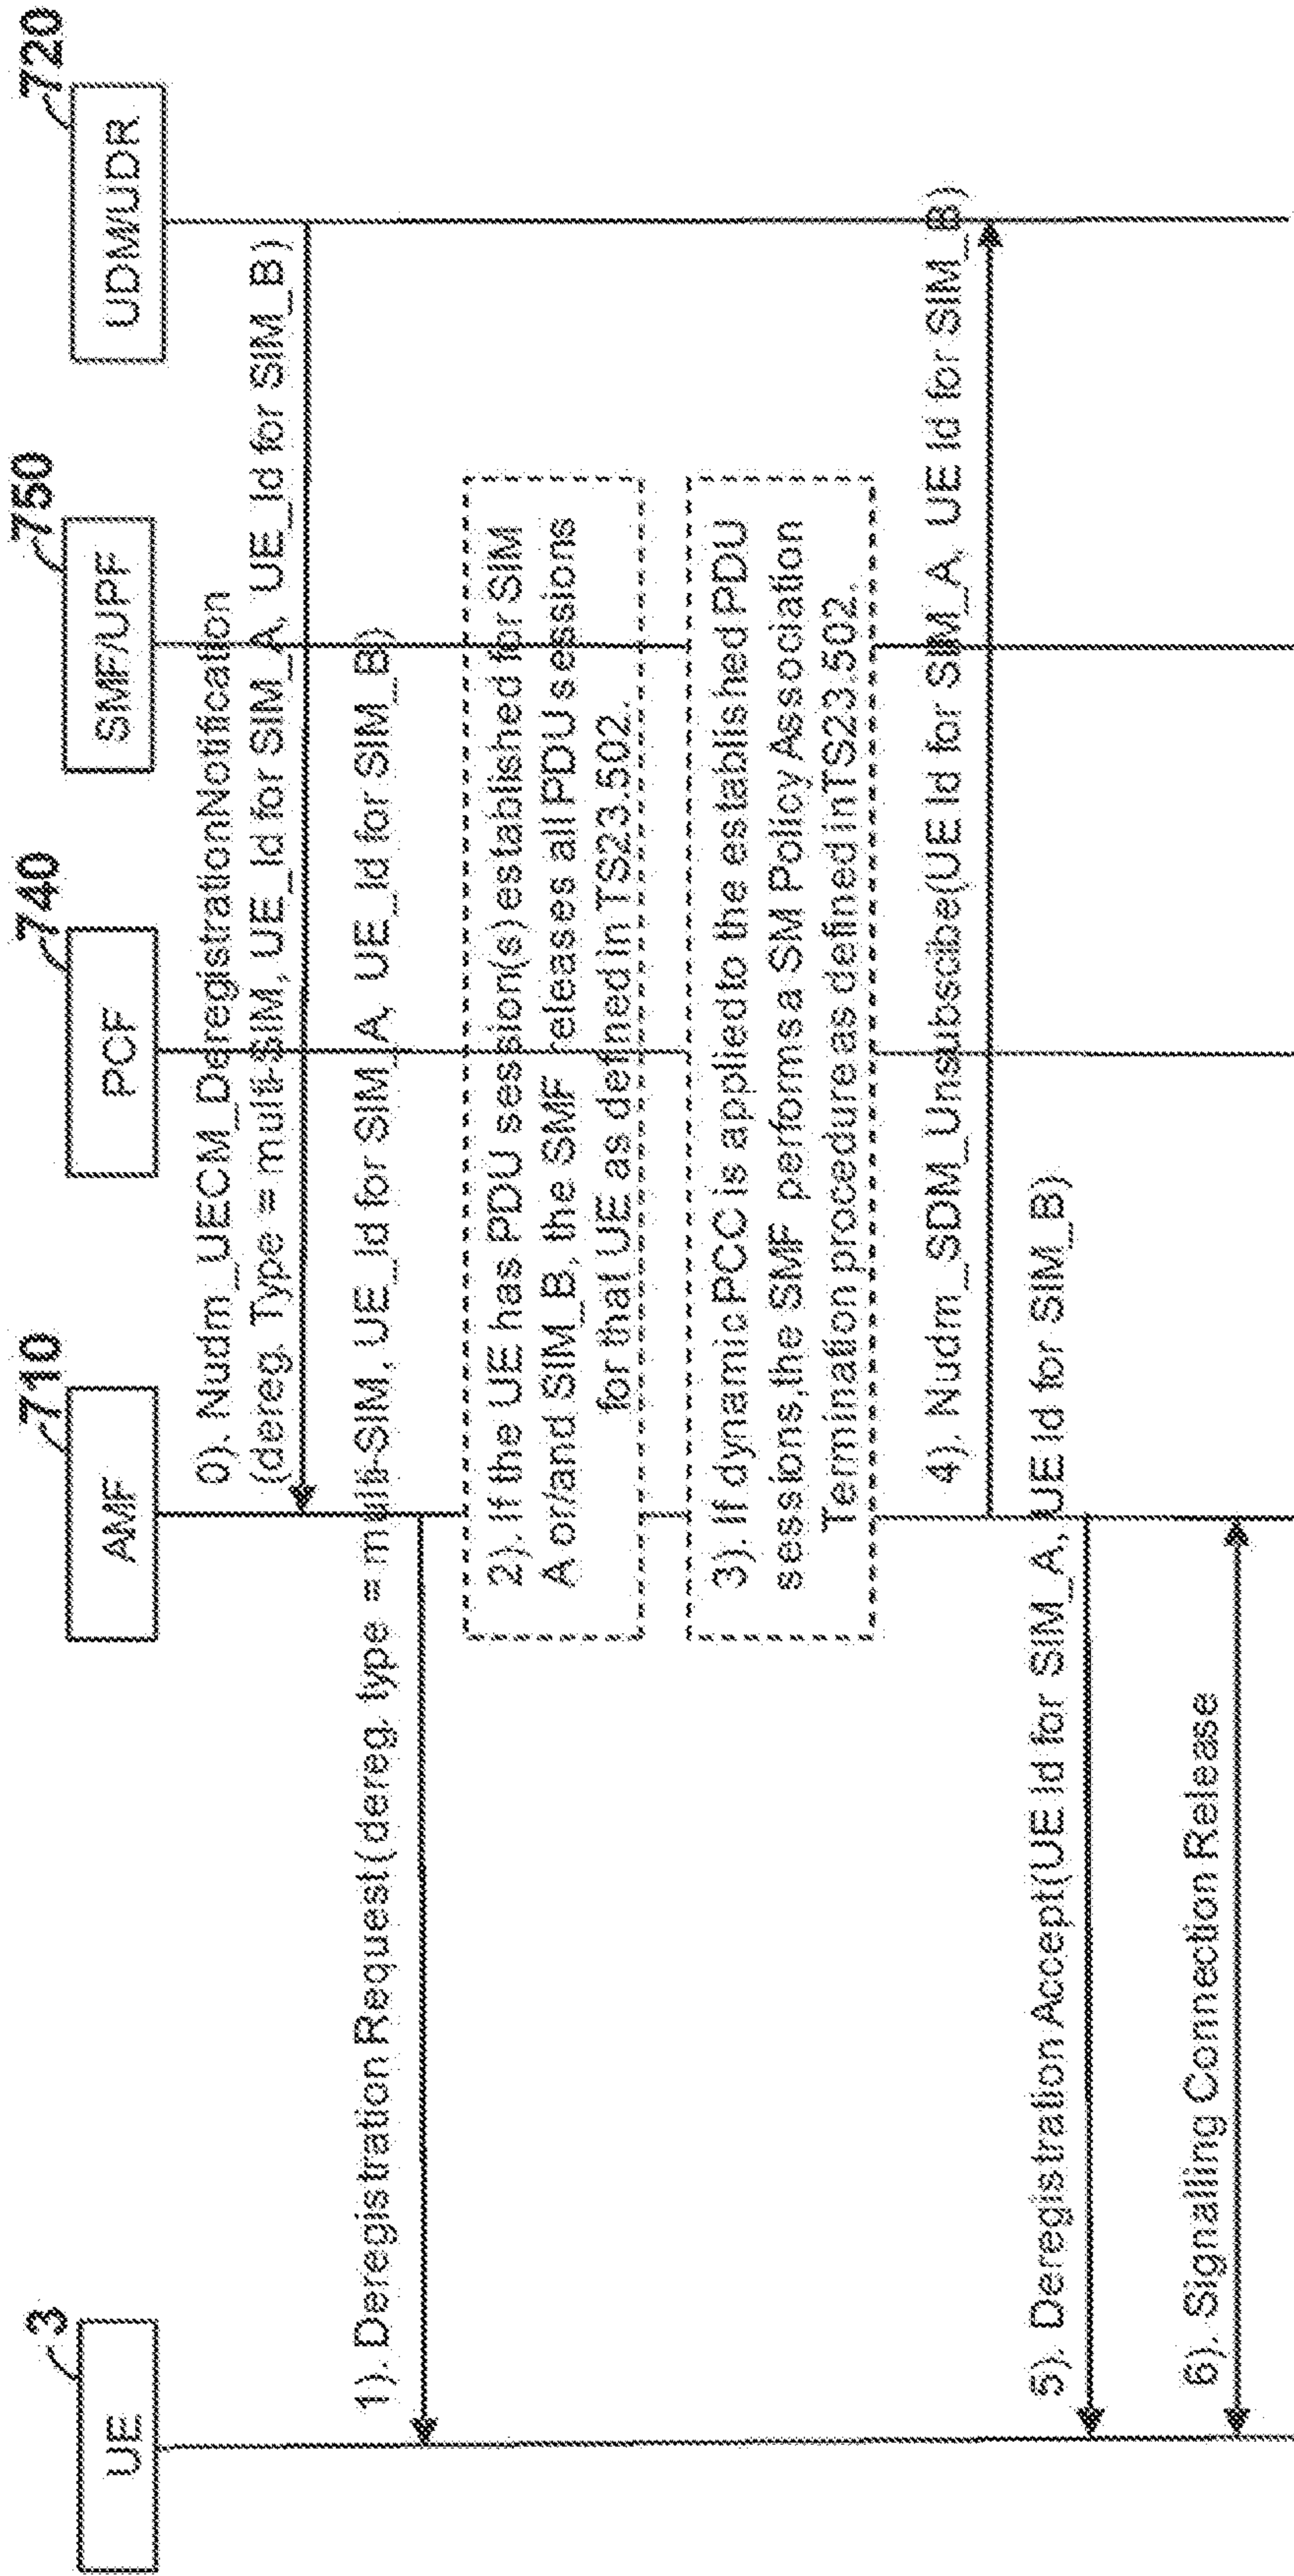 3
UE
710
AMF
740
PCF
750
SMF/UPF
720
UDM/UDR
0). Nudm_UECM_DeregistrationNotification
(dereg. Type = multi-SIM, UE_Id for SIM_A, UE_Id for SIM_B)
1). Deregistration Request(dereg. type = multi-SIM, UE_Id for SIM_A, UE_Id for SIM_B)
2). If the UE has PDU session(s) established for SIM
A or/and SIM_B, the SMF releases all PDU sessions
for that UE as defined in TS23.502.
3). If dynamic PCC is applied to the established PDU
sessions, the SMF performs a SM Policy Association
Termination procedure as defined in TS23.502.
4). Nudm_SDM_Unsubscibe(UE Id for SIM_A, UE Id for SIM_B)
5). Deregistration Accept(UE Id for SIM_A, UE Id for SIM_B)
6). Signalling Connection Release